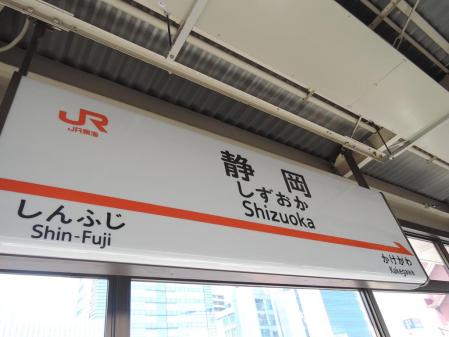 JR
JR東海
静岡
しずおか
Shizuoka
しんふじ
Shin-Fuji
かけがわ
Kakegawa